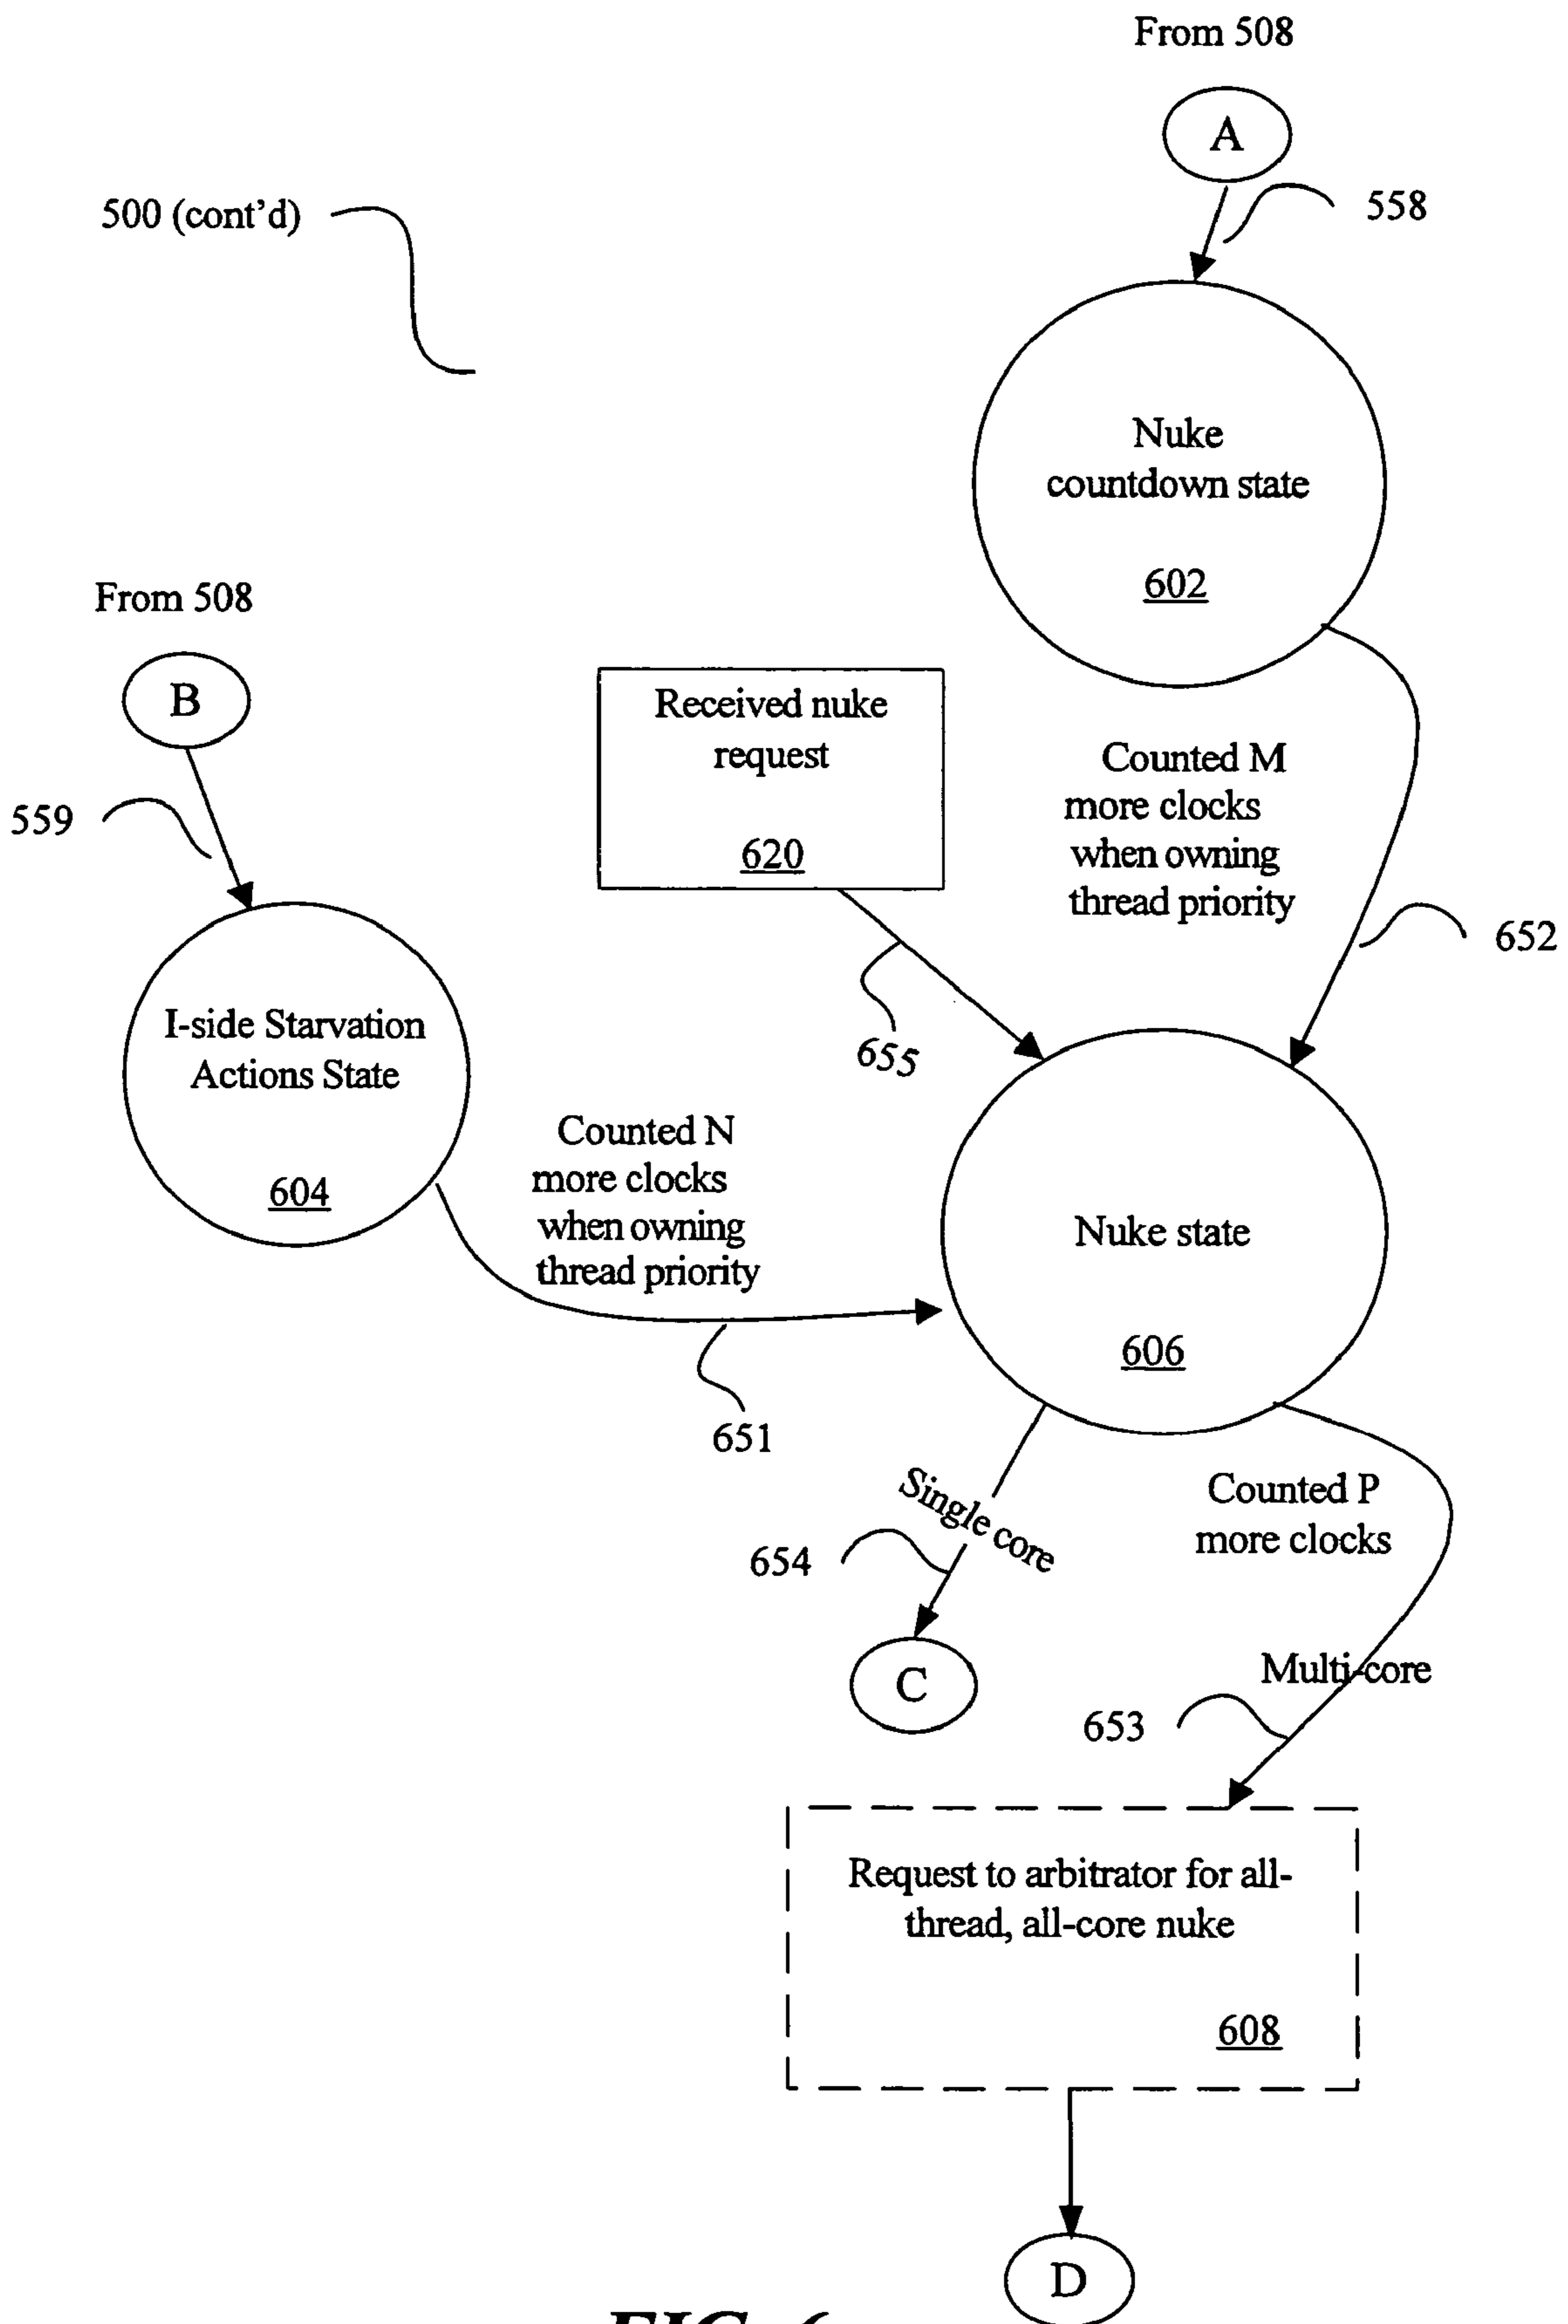 From 508
A
558
500 (cont’d)
Nuke
countdown state
602
From 508
B
559
Received nuke
request
620
Counted M
more clocks
when owning
thread priority
652
655
I-side Starvation
Actions State
604
Counted N
more clocks
when owning
thread priority
651
Nuke state
606
Single core
654
C
Counted P
more clocks
Multi-core
653
Request to arbitrator for all-
thread, all-core nuke
608
D
FIG. 6